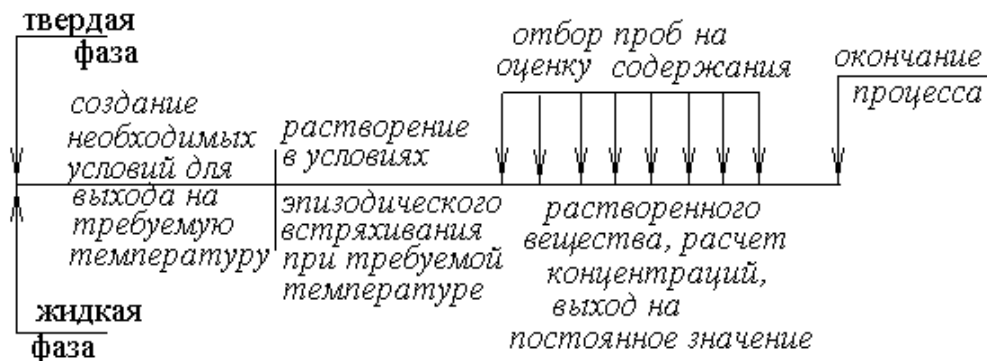 твердая
фаза
создание
необходимых
условий для
выхода на
требуемую
температуру
жидкая
фаза
растворение
в условиях
эпизодического
встряхивания
при требуемой
температуре
отбор проб на
оценку содержания
растворенного
вещества, расчет
концентраций,
выход на
постоянное значение
окончание
процесса